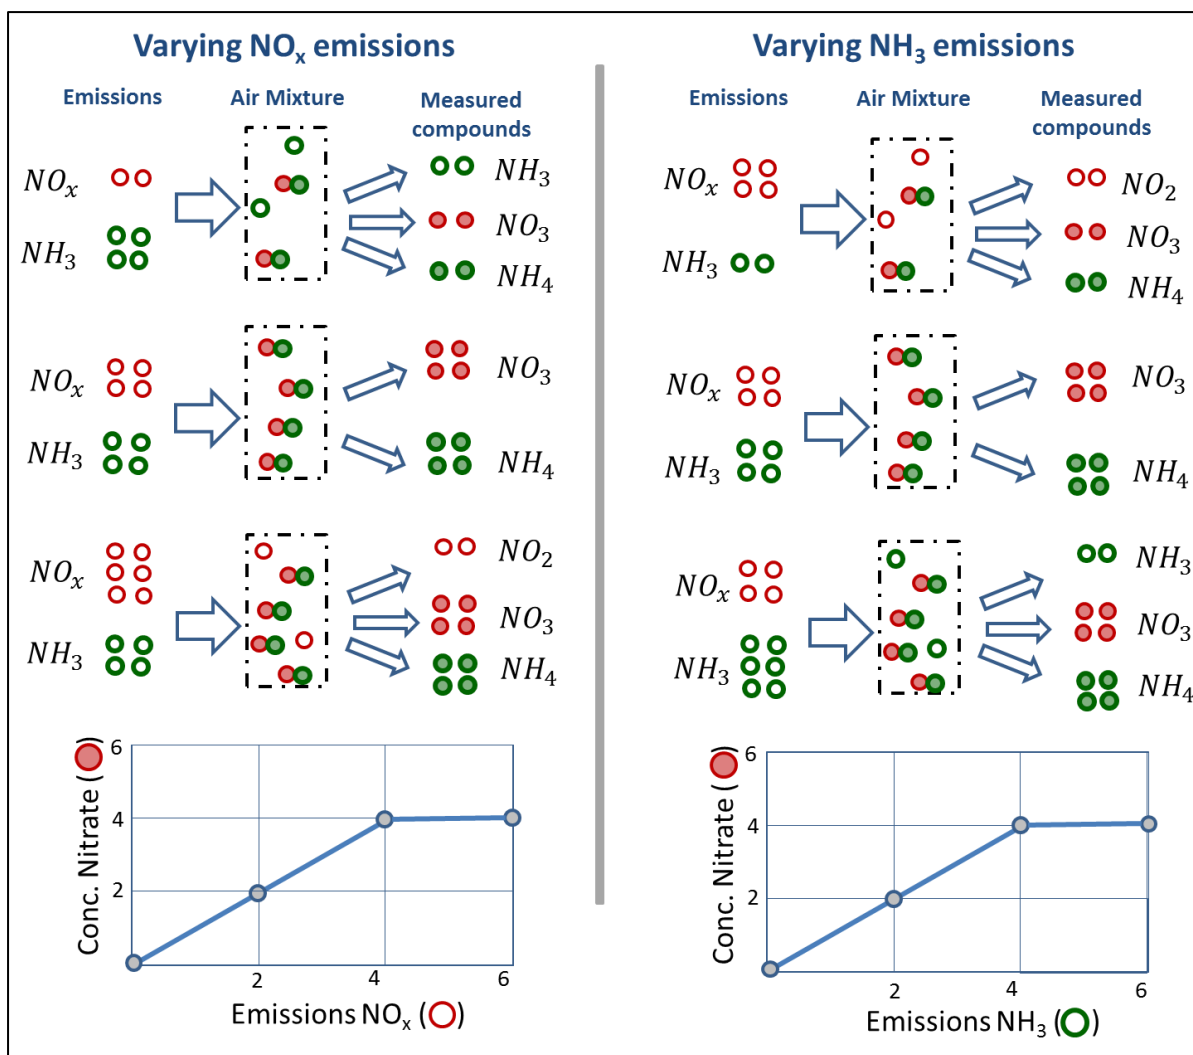 Varying NOx emissions
Emissions
Air Mixture
Measured
compounds
NOx
NH3
NH3
NO3
NH4
NOx
NH3
NO3
NH4
NOx
NH3
NO2
NO3
NH4
Conc. Nitrate ( )
6
4
2
2
4
6
Emissions NOx ( )
Varying NH3 emissions
Emissions
Air Mixture
Measured
compounds
NOx
NH3
NO2
NO3
NH4
NOx
NH3
NO3
NH4
NOx
NH3
NH3
NO3
NH4
Conc. Nitrate ( )
6
4
2
2
4
6
Emissions NH3 ( )